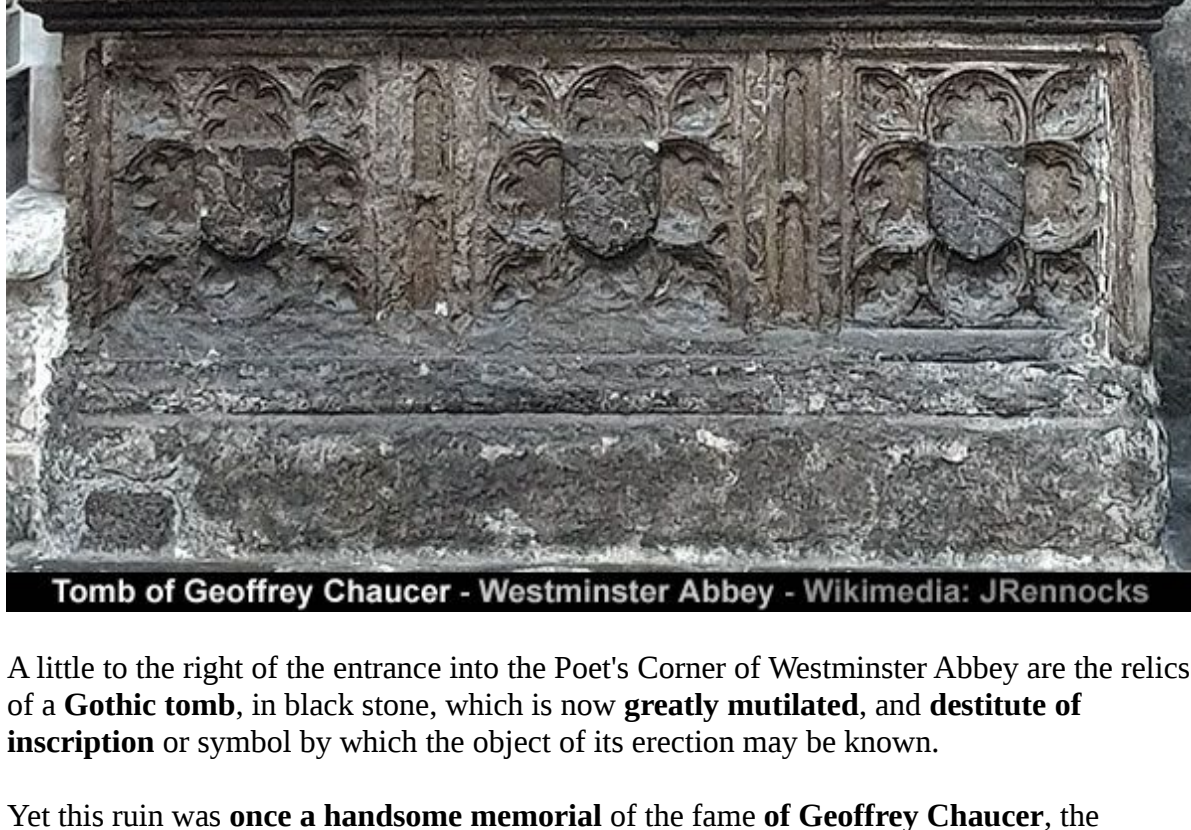 Tomb of Geoffrey Chaucer - Westminster Abbey - Wikimedia: JRennocks
A little to the right of the entrance into the Poet's Corner of Westminster Abbey are the relics
of a Gothic tomb, in black stone, which is now greatly mutilated, and destitute of
inscription or symbol by which the object of its erection may be known.
Yet this ruin was once a handsome memorial of the fame of Geoffrey Chaucer, the